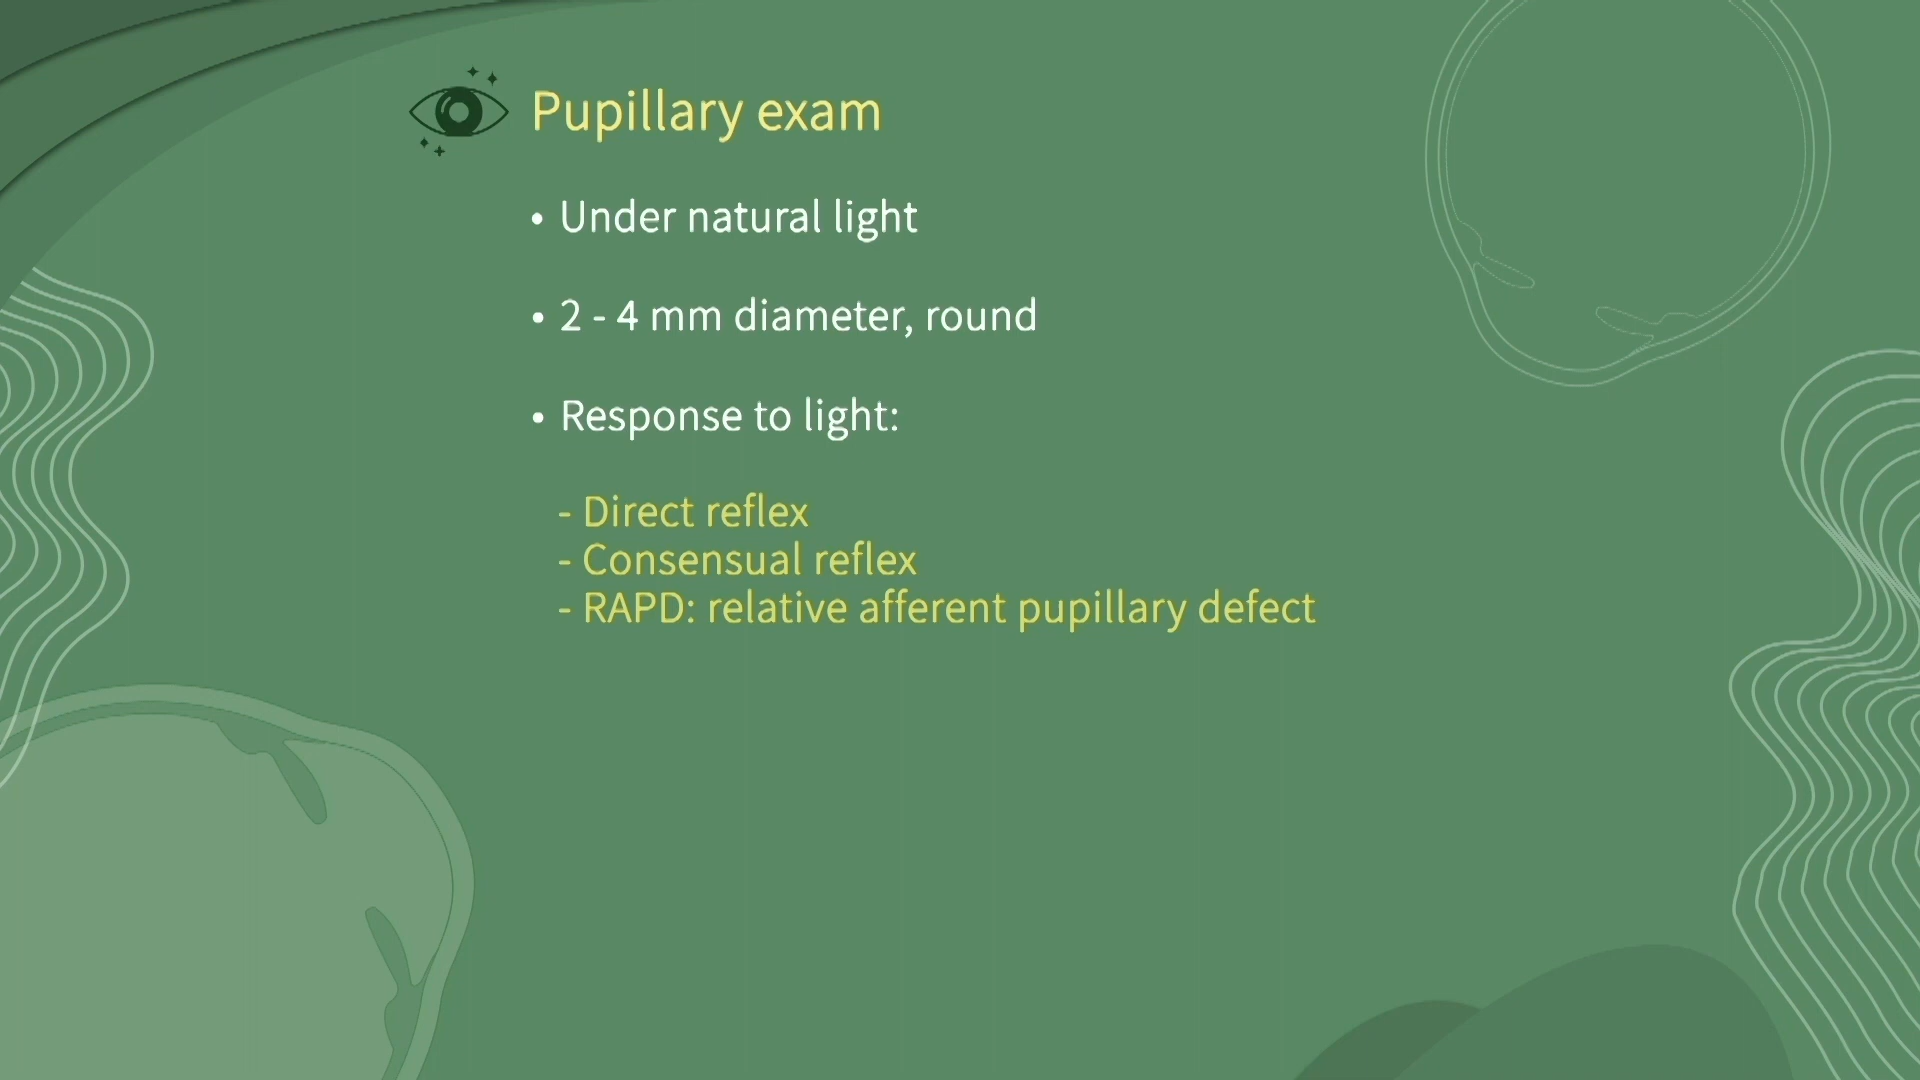 Pupillary exam
• Under natural light
• 2 - 4 mm diameter, round
• Response to light:
- Direct reflex
- Consensual reflex
- RAPD: relative afferent pupillary defect